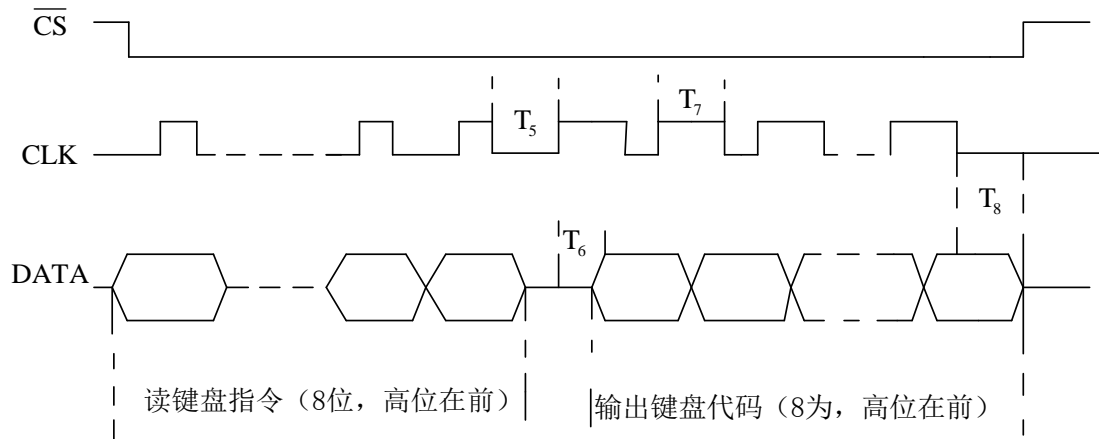 CS
T₅
T₇
CLK
T₈
T₆
DATA
读键盘指令（8位，高位在前）
输出键盘代码（8为，高位在前）